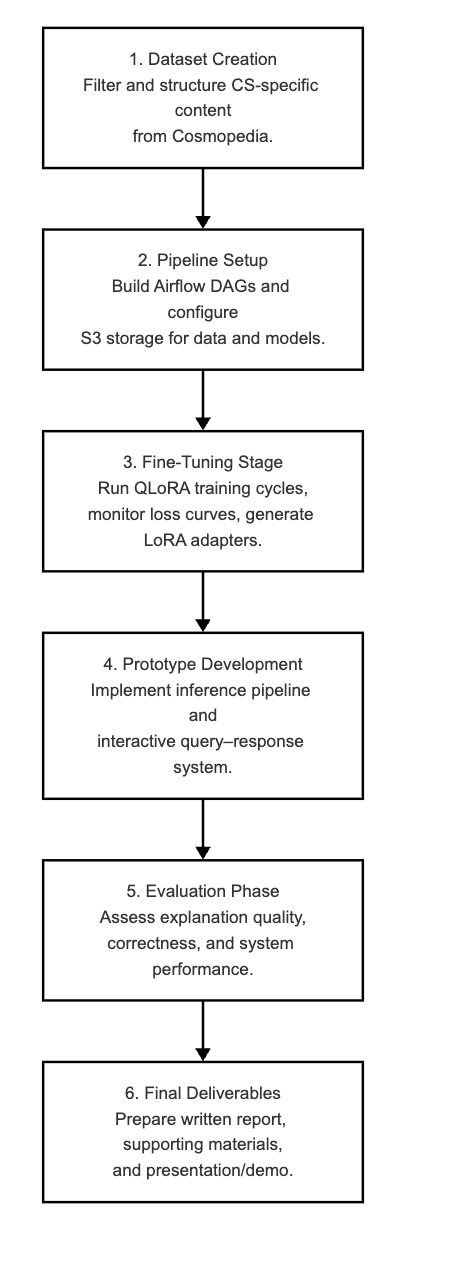 1. Dataset Creation
Filter and structure CS-specific
content
from Cosmopedia.
2. Pipeline Setup
Build Airflow DAGs and
configure
S3 storage for data and models.
3. Fine-Tuning Stage
Run QLoRA training cycles,
monitor loss curves, generate
LoRA adapters.
4. Prototype Development
Implement inference pipeline
and
interactive query–response
system.
5. Evaluation Phase
Assess explanation quality,
correctness, and system
performance.
6. Final Deliverables
Prepare written report,
supporting materials,
and presentation/demo.